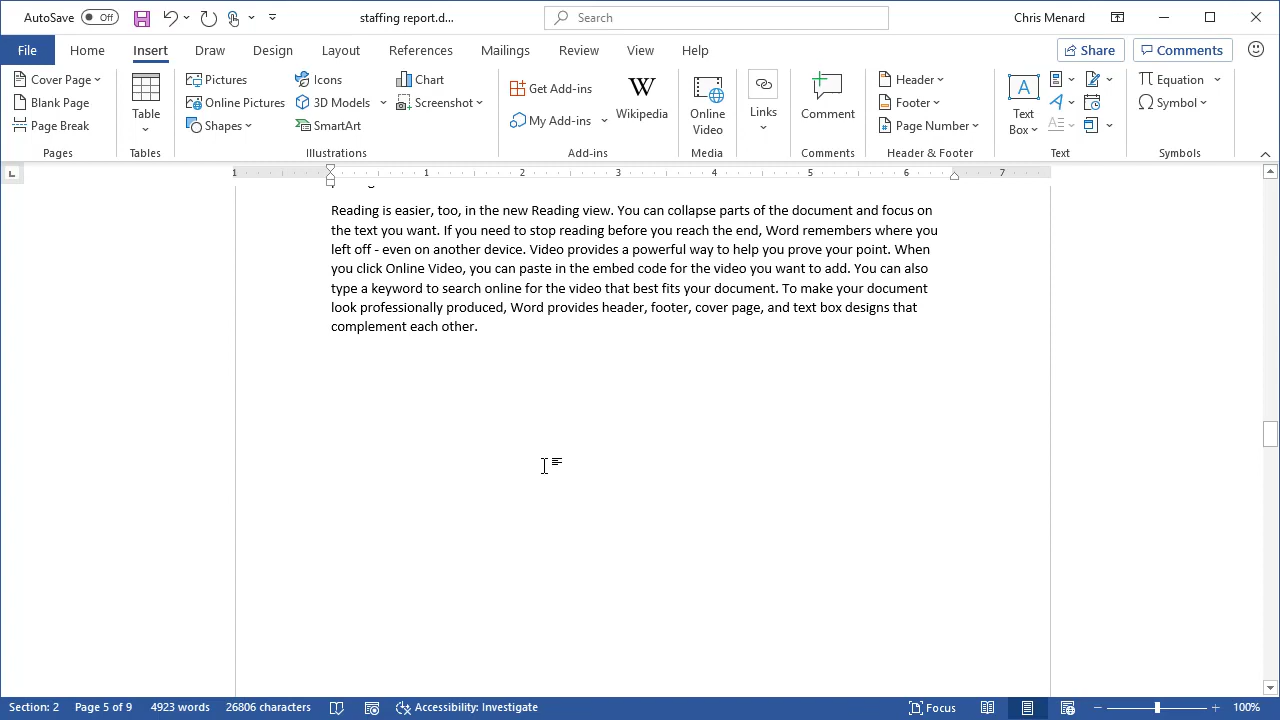 AutoSave Off staffing report.d... Search Chris Menard
File Home Insert Draw Design Layout References Mailings Review View Help Share Comments
Cover Page
Blank Page
Page Break
Pages
Table
Tables
Pictures
Online Pictures
Shapes
Icons
3D Models
SmartArt
Chart
Screenshot
Illustrations
Get Add-ins
My Add-ins
W
Wikipedia
Add-ins
Online
Video
Media
Links
Comment
Comments
Header
Footer
Page Number
Header & Footer
A
Text
Box
Text
Equation
Symbol
Symbols
1 1 2 3 4 5 6 7
Reading is easier, too, in the new Reading view. You can collapse parts of the document and focus on
the text you want. If you need to stop reading before you reach the end, Word remembers where you
left off - even on another device. Video provides a powerful way to help you prove your point. When
you click Online Video, you can paste in the embed code for the video you want to add. You can also
type a keyword to search online for the video that best fits your document. To make your document
look professionally produced, Word provides header, footer, cover page, and text box designs that
complement each other.
Section: 2 Page 5 of 9 4923 words 26806 characters Accessibility: Investigate Focus 100%